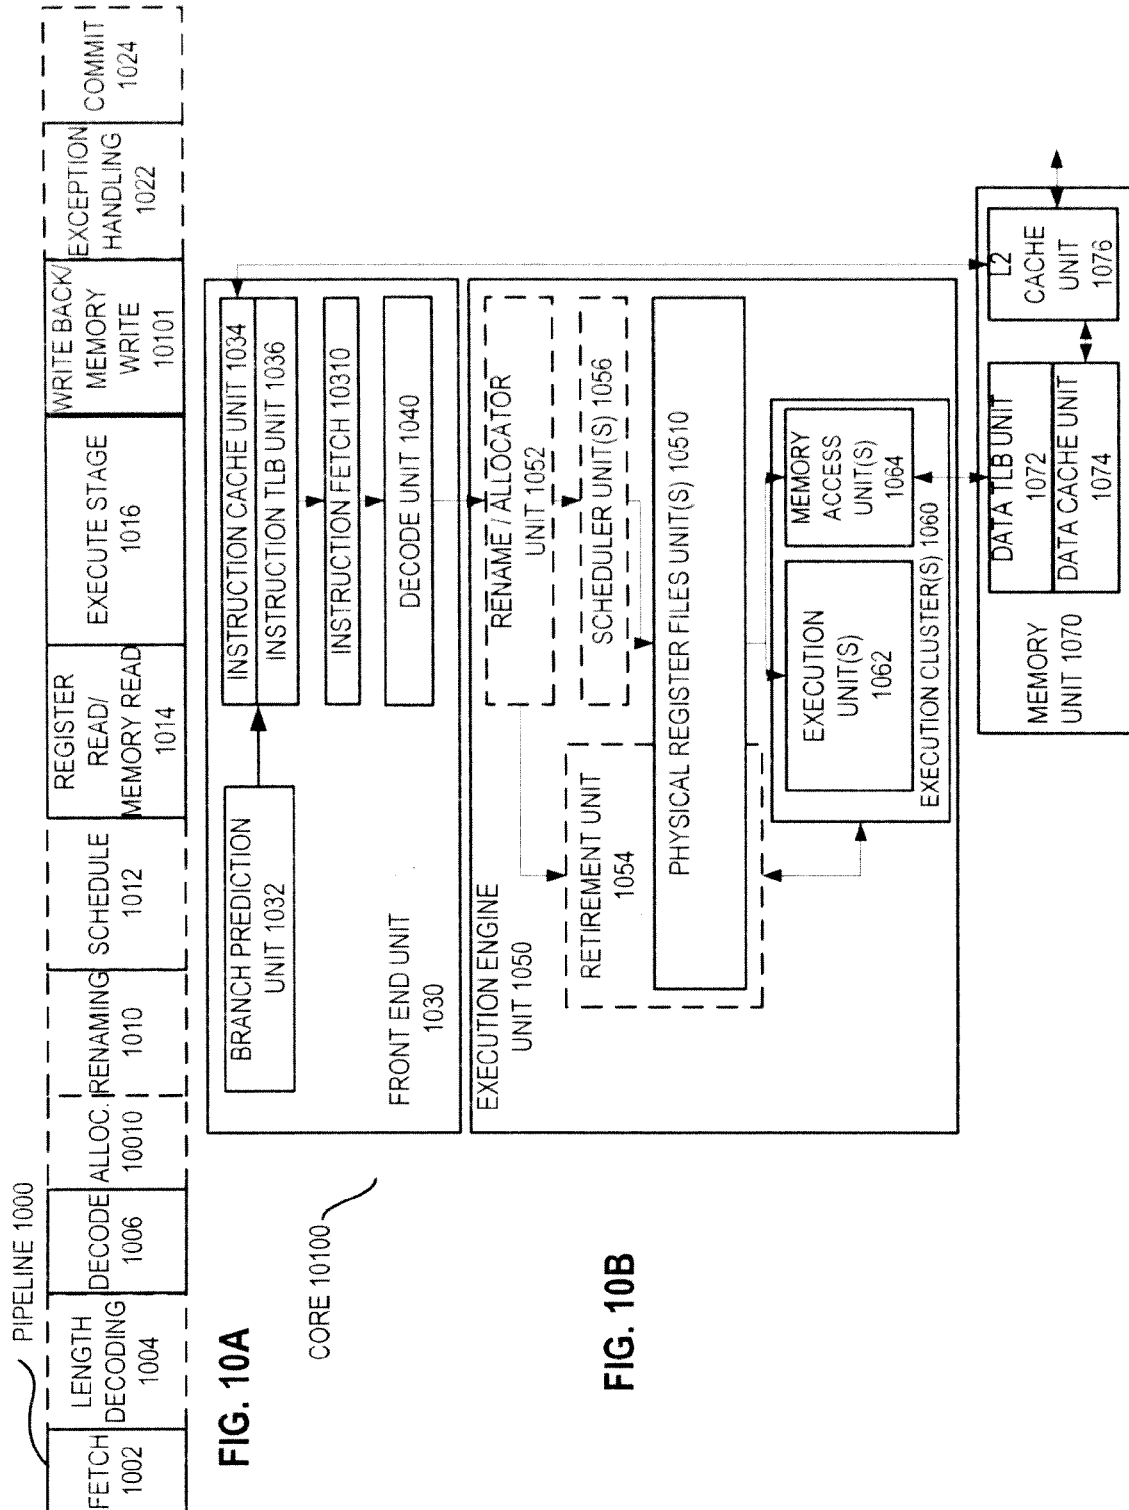 PIPELINE 1000
FETCH
1002
LENGTH
DECODING
1004
DECODE
1006
ALLOC.
10010
RENAMING
1010
SCHEDULE
1012
REGISTER
READ/
MEMORY READ
1014
EXECUTE STAGE
1016
WRITE BACK/
MEMORY
WRITE
10101
EXCEPTION
HANDLING
1022
COMMIT
1024
FIG. 10A
CORE 10100
BRANCH PREDICTION
UNIT 1032
INSTRUCTION CACHE UNIT 1034
INSTRUCTION TLB UNIT 1036
INSTRUCTION FETCH 10310
DECODE UNIT 1040
FRONT END UNIT
1030
EXECUTION ENGINE
UNIT 1050
RENAME / ALLOCATOR
UNIT 1052
SCHEDULER UNIT(S) 1056
RETIREMENT UNIT
1054
PHYSICAL REGISTER FILES UNIT(S) 10510
EXECUTION
UNIT(S)
1062
MEMORY
ACCESS
UNIT(S)
1064
EXECUTION CLUSTER(S) 1060
FIG. 10B
MEMORY
UNIT 1070
DATA TLB UNIT
1072
DATA CACHE UNIT
1074
L2
CACHE
UNIT
1076